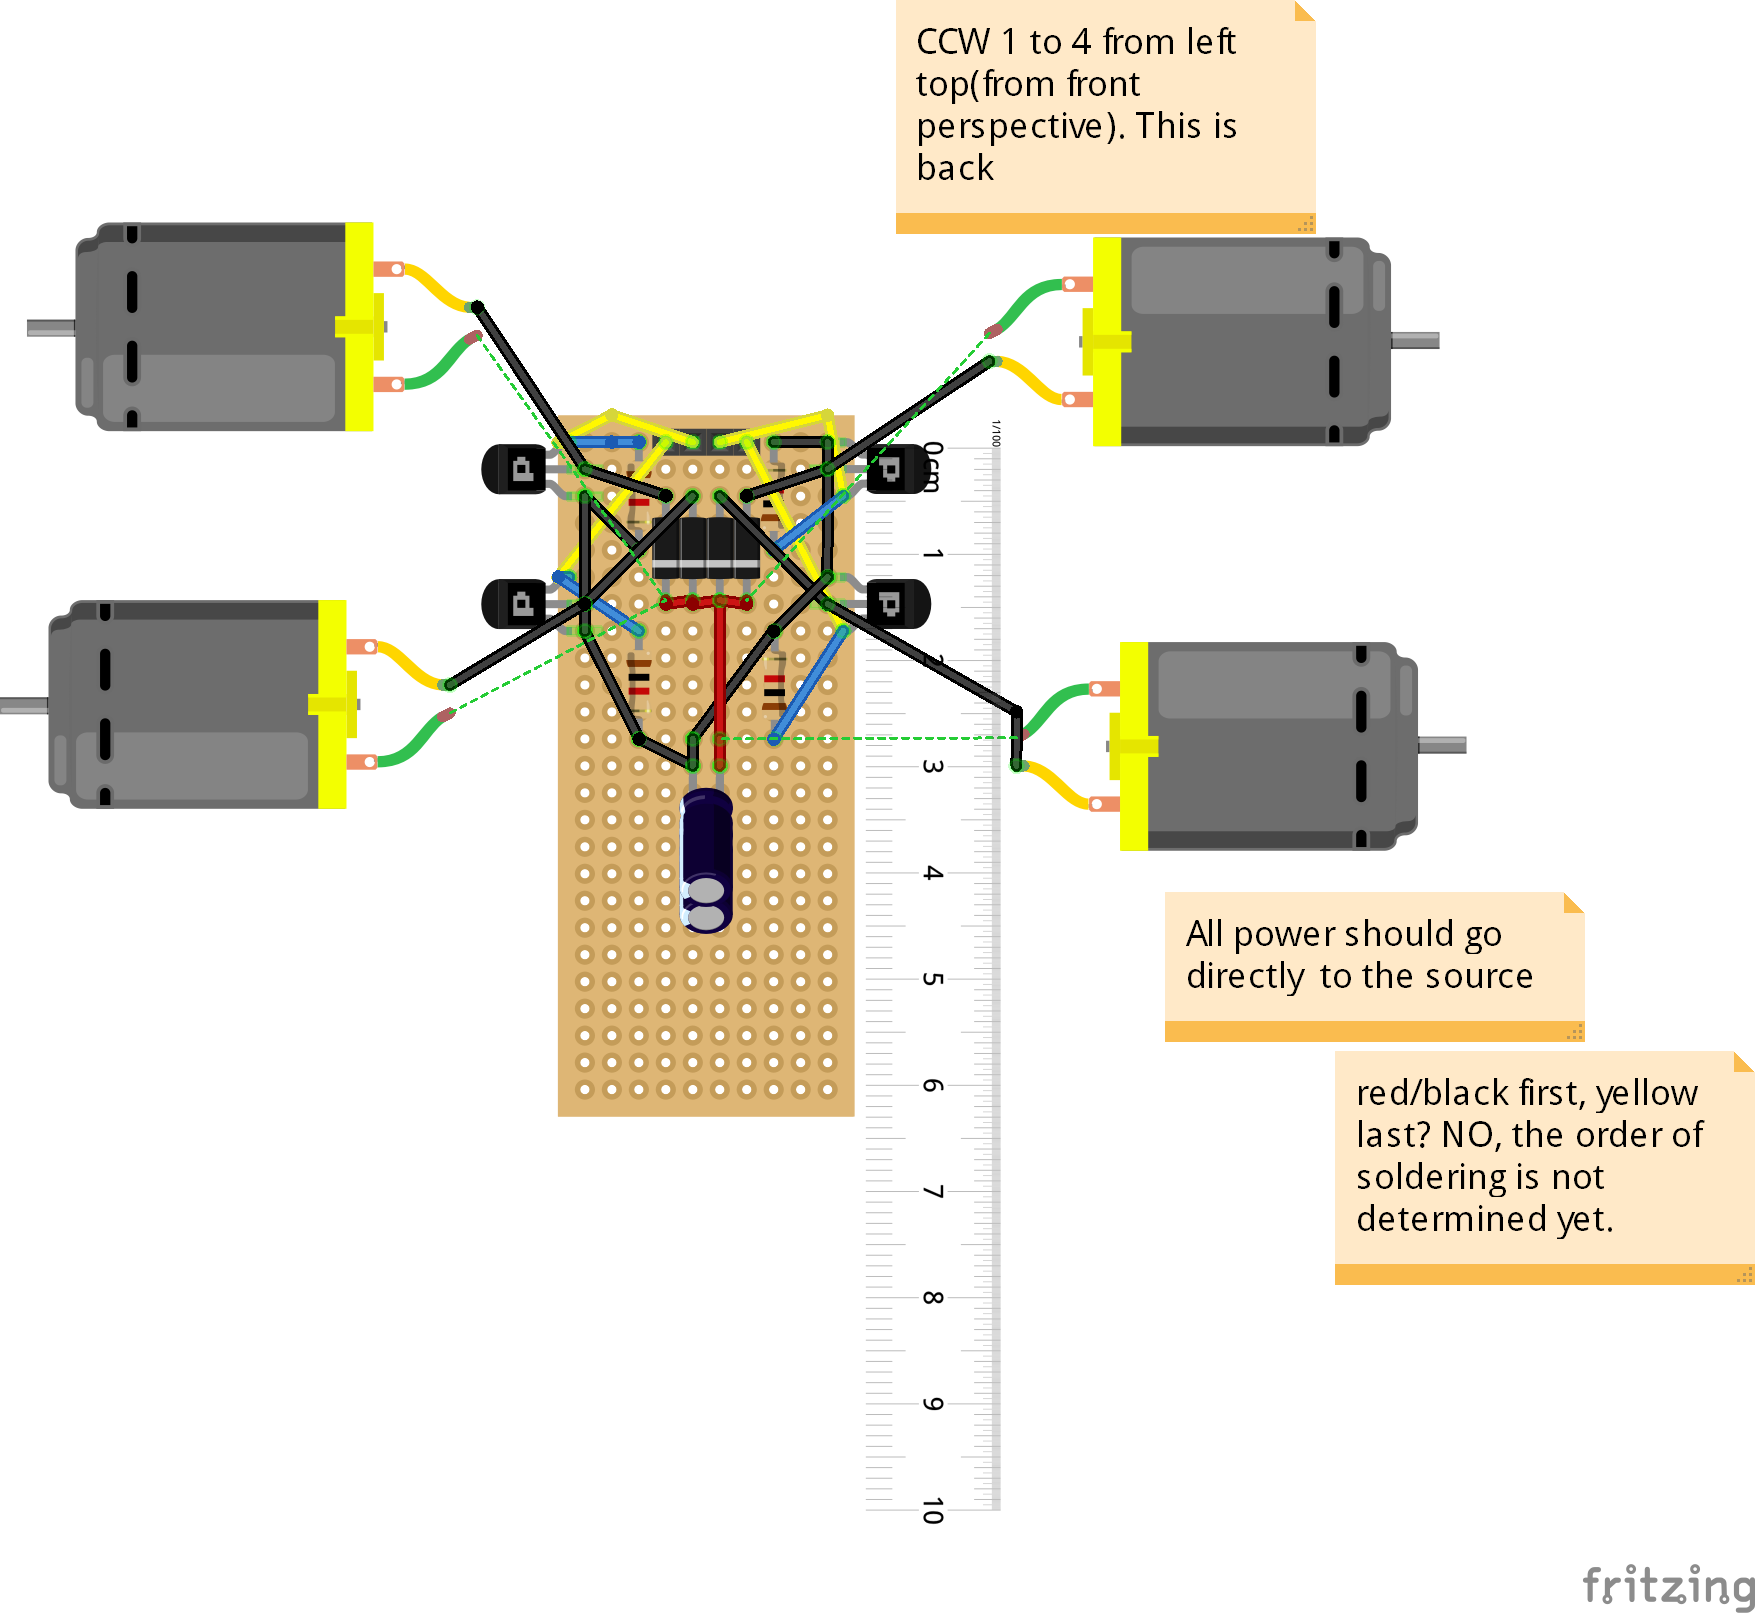 CCW 1 to 4 from left
top(from front
perspective). This is
back
1/100
0cm
1
2
3
4
5
6
7
8
9
10
All power should go
directly to the source
red/black first, yellow
last? NO, the order of
soldering is not
determined yet.
fritzing